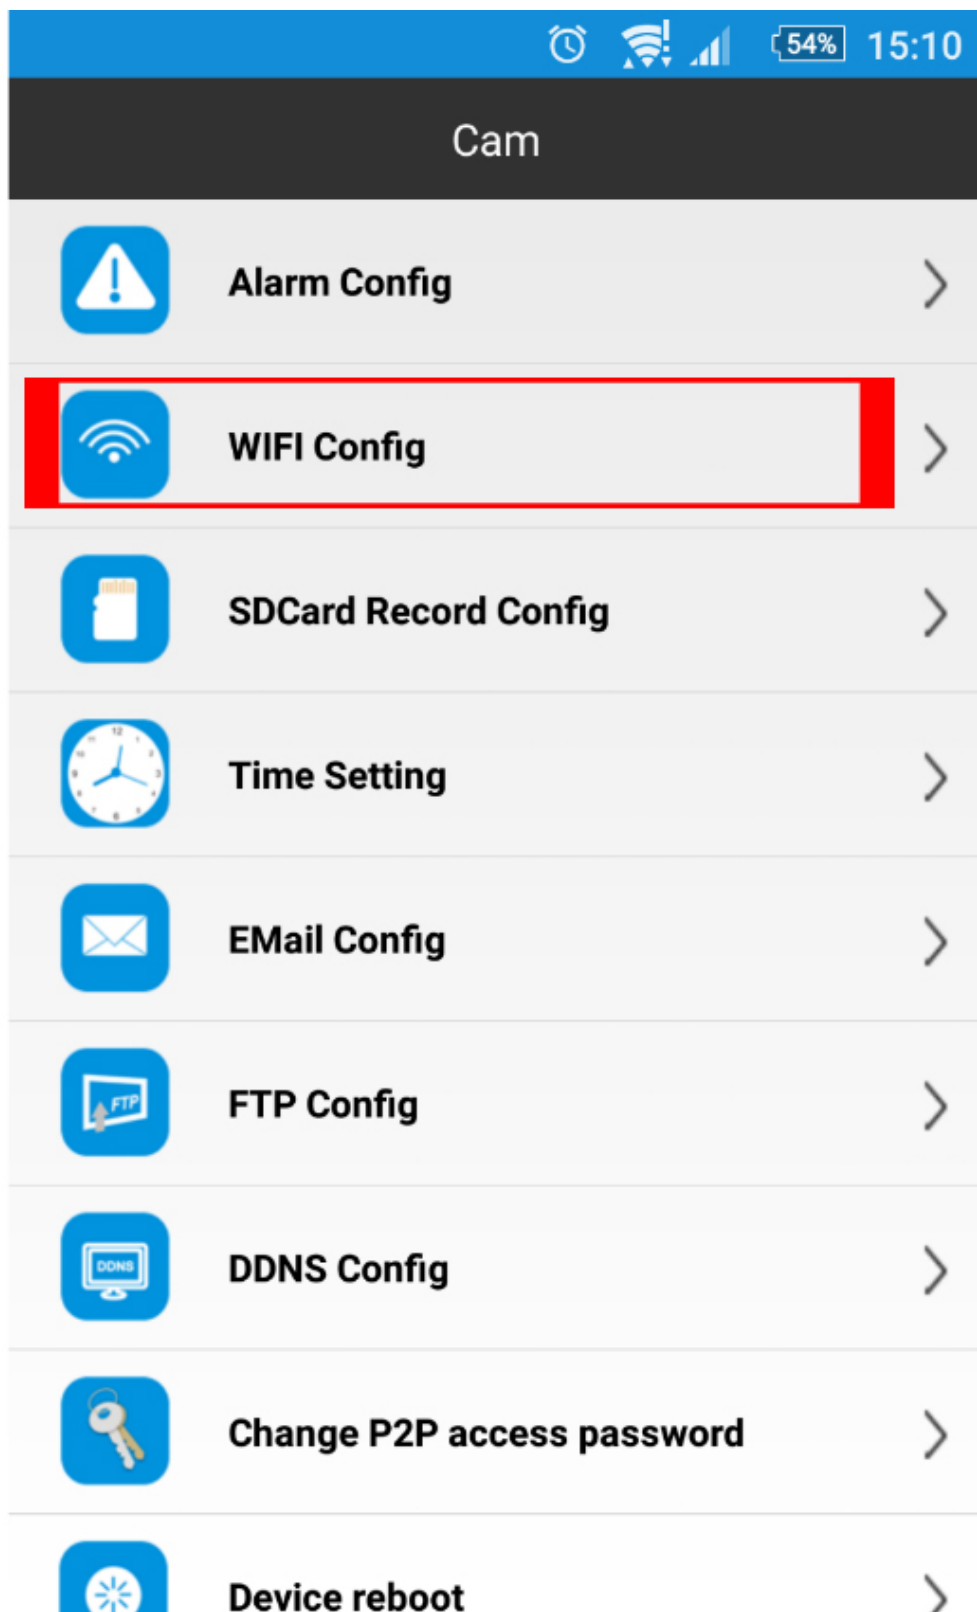 54% 15:10
Cam
Alarm Config
WIFI Config
SDCard Record Config
12
Time Setting
EMail Config
FTP
FTP Config
DDNS
DDNS Config
Change P2P access password
Device reboot